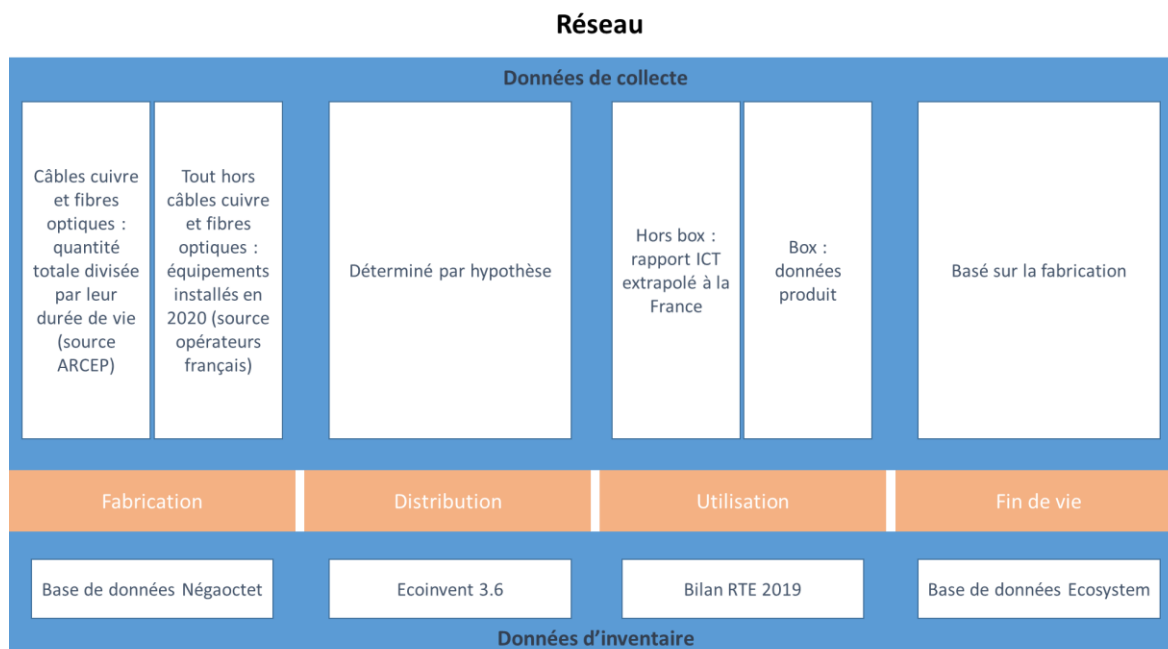 Réseau
Données de collecte
Câbles cuivre
et fibres
optiques :
quantité
totale divisée
par leur
durée de vie
(source
ARCEP)
Tout hors
câbles cuivre
et fibres
optiques :
équipements
installés en
2020 (source
opérateurs
français)
Déterminé par hypothèse
Hors box :
rapport ICT
extrapolé à la
France
Box :
données
produit
Basé sur la fabrication
Fabrication
Distribution
Utilisation
Fin de vie
Base de données Négaoctet
Ecoinvent 3.6
Bilan RTE 2019
Base de données Ecosystem
Données d’inventaire